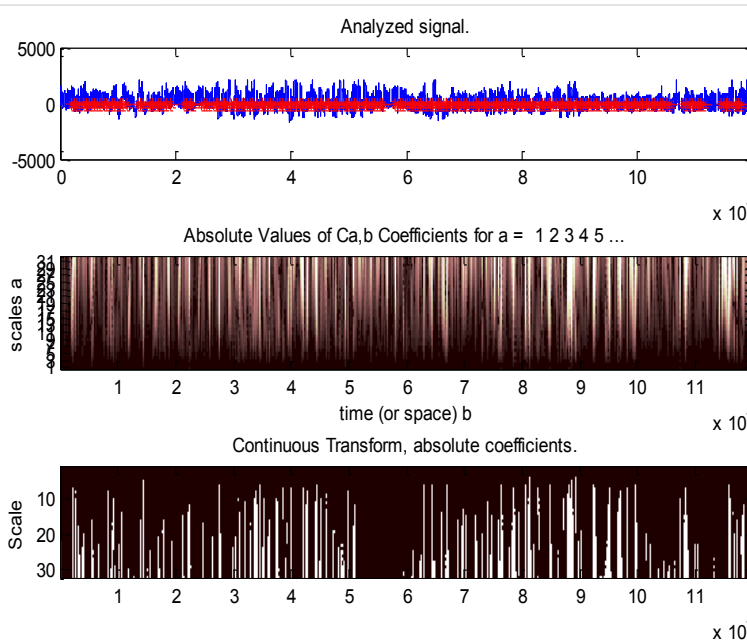 Analyzed signal.
5000
0
-5000
0 2 4 6 8 10
x 10
Absolute Values of Ca,b Coefficients for a = 1 2 3 4 5 ...
scales a
31
1
1 2 3 4 5 6 7 8 9 10 11
time (or space) b
x 10
Continuous Transform, absolute coefficients.
Scale
10
20
30
1 2 3 4 5 6 7 8 9 10 11
x 10